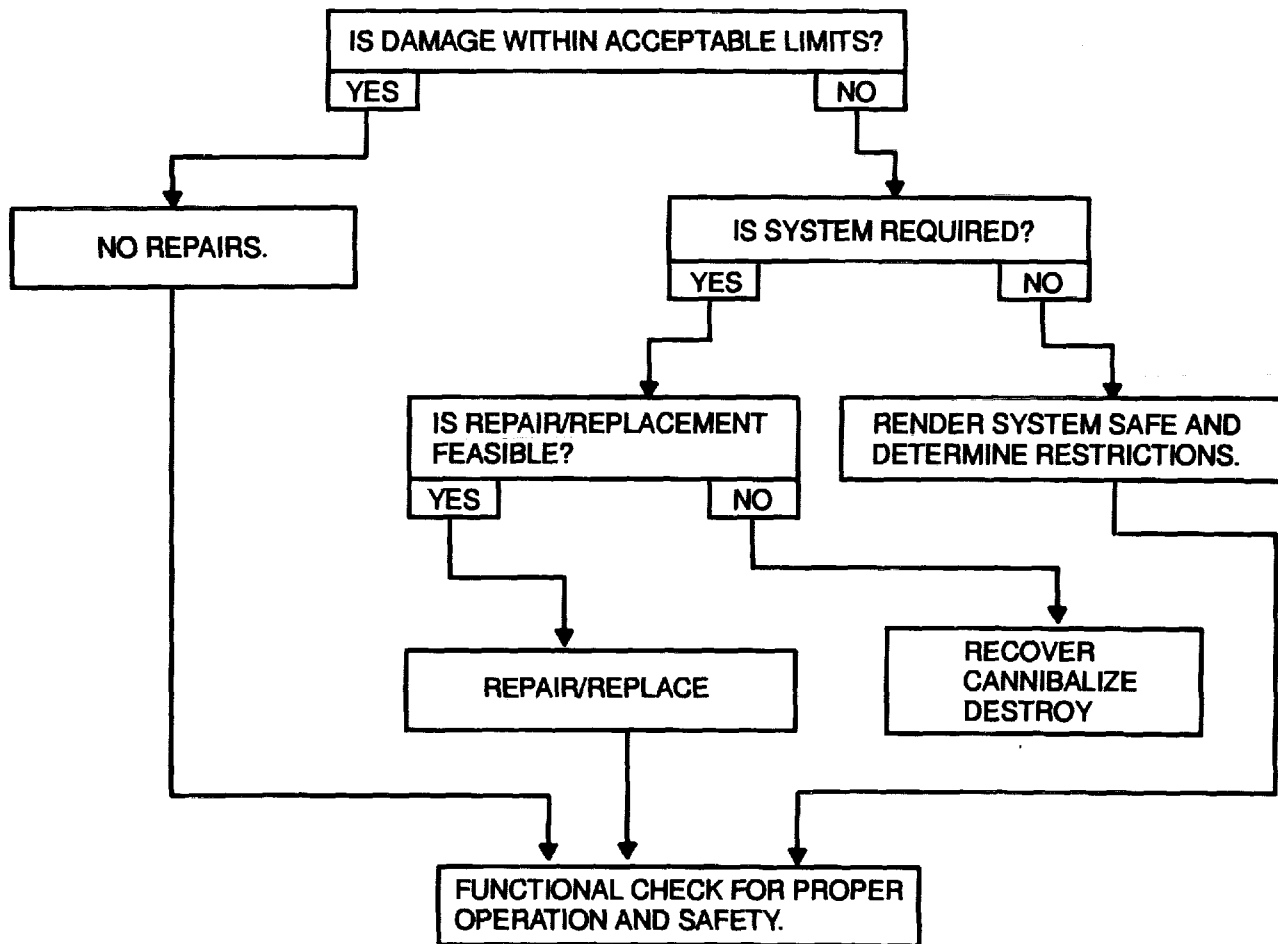 IS DAMAGE WITHIN ACCEPTABLE LIMITS?
YES
NO
NO REPAIRS.
IS SYSTEM REQUIRED?
YES
NO
IS REPAIR/REPLACEMENT
FEASIBLE?
YES
NO
RENDER SYSTEM SAFE AND
DETERMINE RESTRICTIONS.
REPAIR/REPLACE
RECOVER
CANNIBALIZE
DESTROY
FUNCTIONAL CHECK FOR PROPER
OPERATION AND SAFETY.